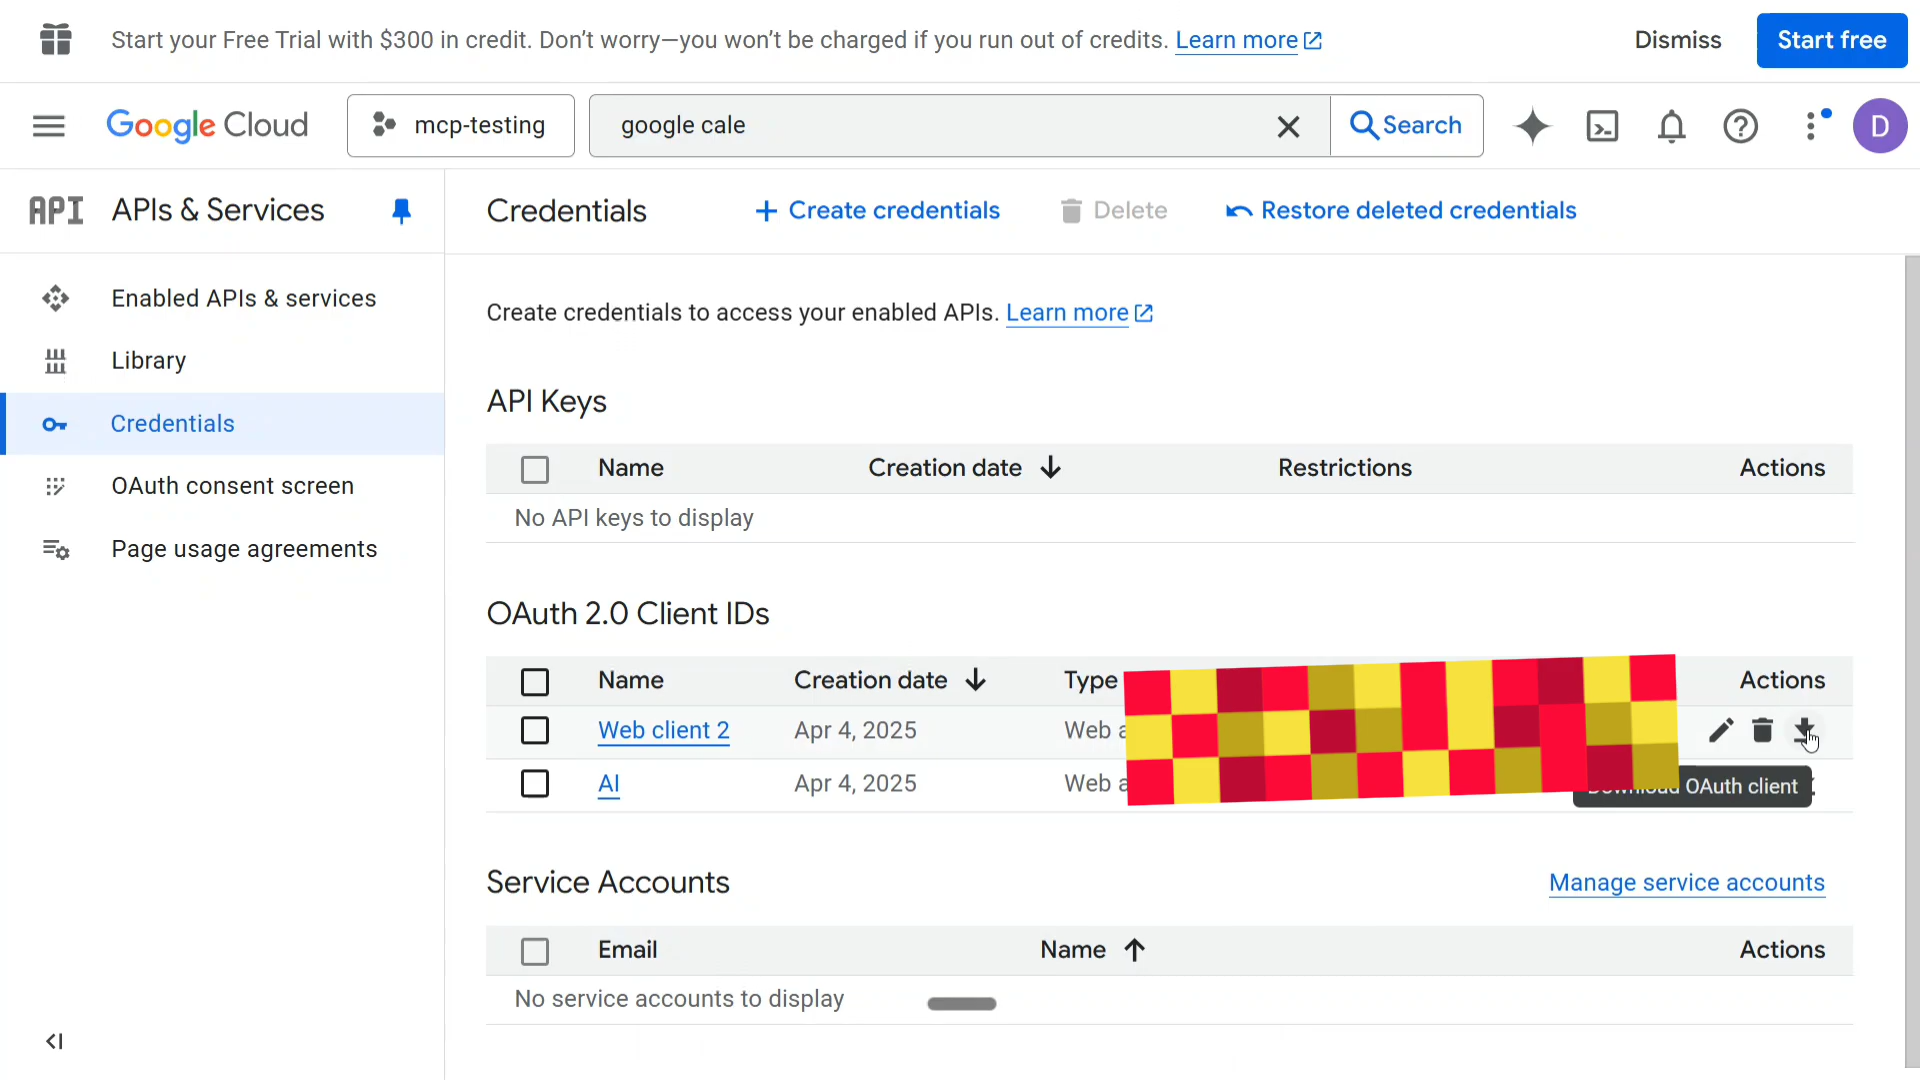 Start your Free Trial with $300 in credit. Don't worry—you won't be charged if you run out of credits. Learn more
Dismiss
Start free
Google Cloud
mcp-testing
google cale
Search
D
API
APIs & Services
Credentials
Create credentials
Delete
Restore deleted credentials
Enabled APIs & services
Library
Credentials
OAuth consent screen
Page usage agreements
Create credentials to access your enabled APIs. Learn more
API Keys
Name Creation date Restrictions Actions
No API keys to display
OAuth 2.0 Client IDs
Name Creation date Type Actions
Web client 2 Apr 4, 2025 Web
AI Apr 4, 2025 Web
OAuth client
Service Accounts
Manage service accounts
Email Name Actions
No service accounts to display